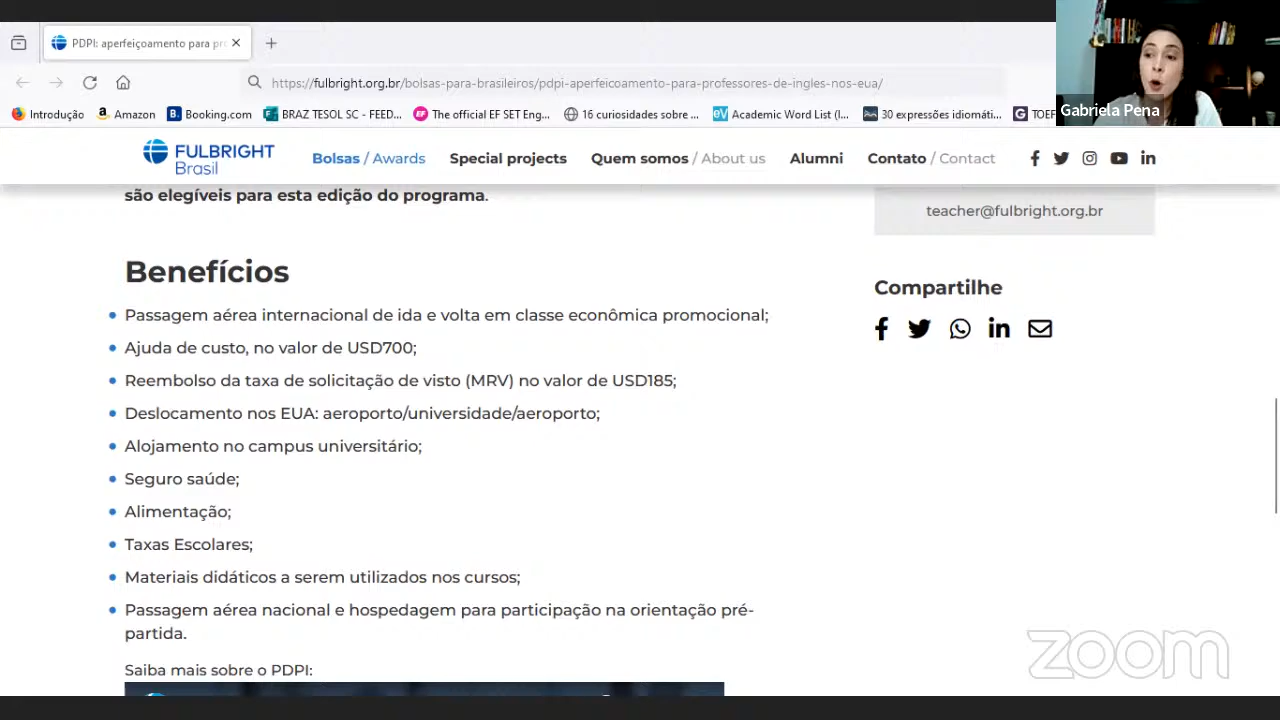 PDPI: aperfeiçoamento para pr
https://fulbright.org.br/bolsas-para-brasileiros/pdpi-aperfeicoamento-para-professores-de-ingles-nos-eua/
Introdução Amazon Booking.com BRAZ TESOL SC - FEED... The official EF SET Eng... 16 curiosidades sobre ... Academic Word List (l... 30 expressões idiomáti... TOEF
Gabriela Pena
FULBRIGHT
Brasil
Bolsas / Awards Special projects Quem somos / About us Alumni Contato / Contact
são elegíveis para esta edição do programa.
teacher@fulbright.org.br
Benefícios
Compartilhe
Passagem aérea internacional de ida e volta em classe econômica promocional;
Ajuda de custo, no valor de USD700;
Reembolso da taxa de solicitação de visto (MRV) no valor de USD185;
Deslocamento nos EUA: aeroporto/universidade/aeroporto;
Alojamento no campus universitário;
Seguro saúde;
Alimentação;
Taxas Escolares;
Materiais didáticos a serem utilizados nos cursos;
Passagem aérea nacional e hospedagem para participação na orientação pré-
partida.
Saiba mais sobre o PDPI:
zoom